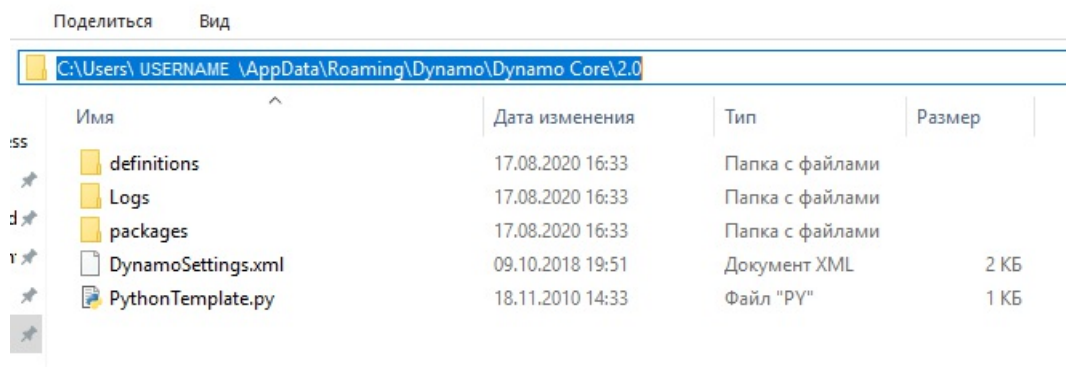 Поделиться Вид
C:\Users\ USERNAME \AppData\Roaming\Dynamo\Dynamo Core\2.0
Имя Дата изменения Тип Размер
definitions 17.08.2020 16:33 Папка с файлами
Logs 17.08.2020 16:33 Папка с файлами
packages 17.08.2020 16:33 Папка с файлами
DynamoSettings.xml 09.10.2018 19:51 Документ XML 2 КБ
PythonTemplate.py 18.11.2010 14:33 Файл "PY" 1 КБ